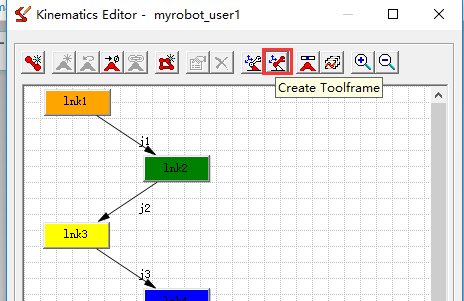 Kinematics Editor - myrobot_user1
Create Toolframe
lnk1
j1
lnk2
j2
lnk3
j3